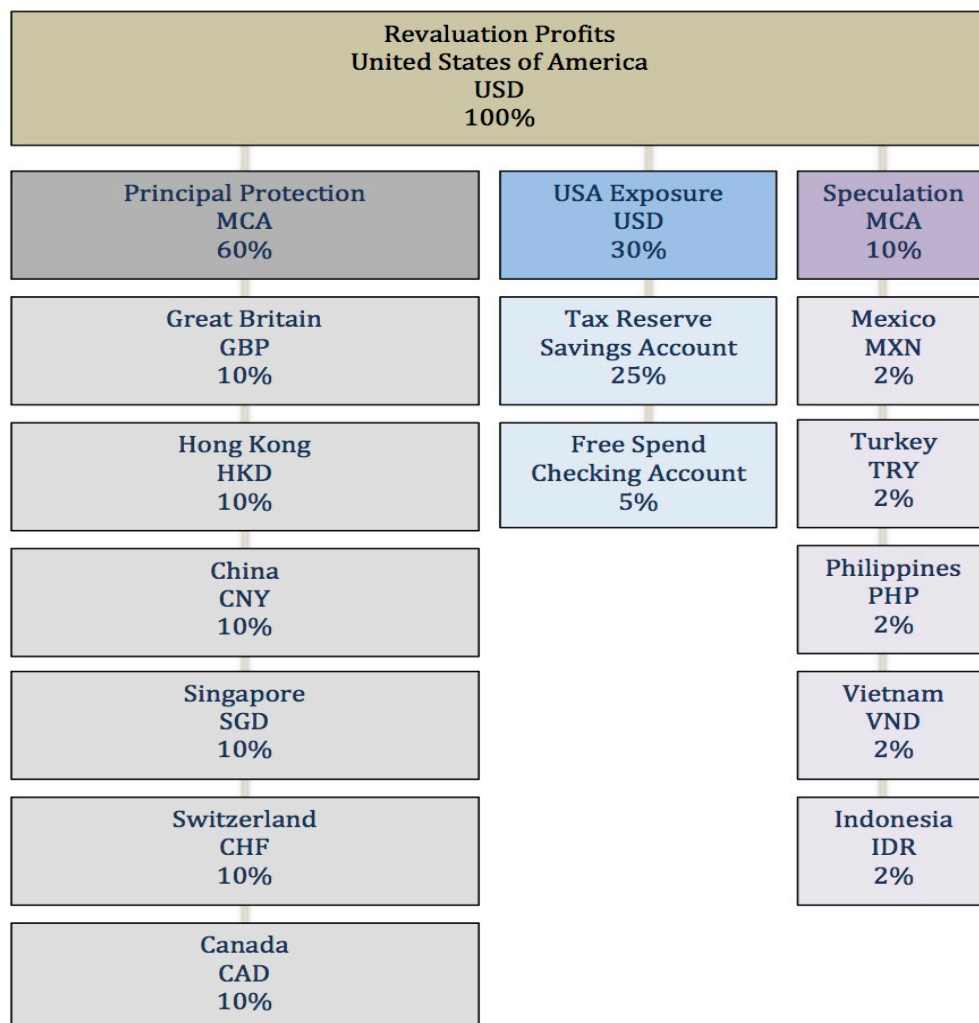 Revaluation Profits
United States of America
USD
100%
Principal Protection
MCA
60%
Great Britain
GBP
10%
Hong Kong
HKD
10%
China
CNY
10%
Singapore
SGD
10%
Switzerland
CHF
10%
Canada
CAD
10%
USA Exposure
USD
30%
Tax Reserve
Savings Account
25%
Free Spend
Checking Account
5%
Speculation
MCA
10%
Mexico
MXN
2%
Turkey
TRY
2%
Philippines
PHP
2%
Vietnam
VND
2%
Indonesia
IDR
2%